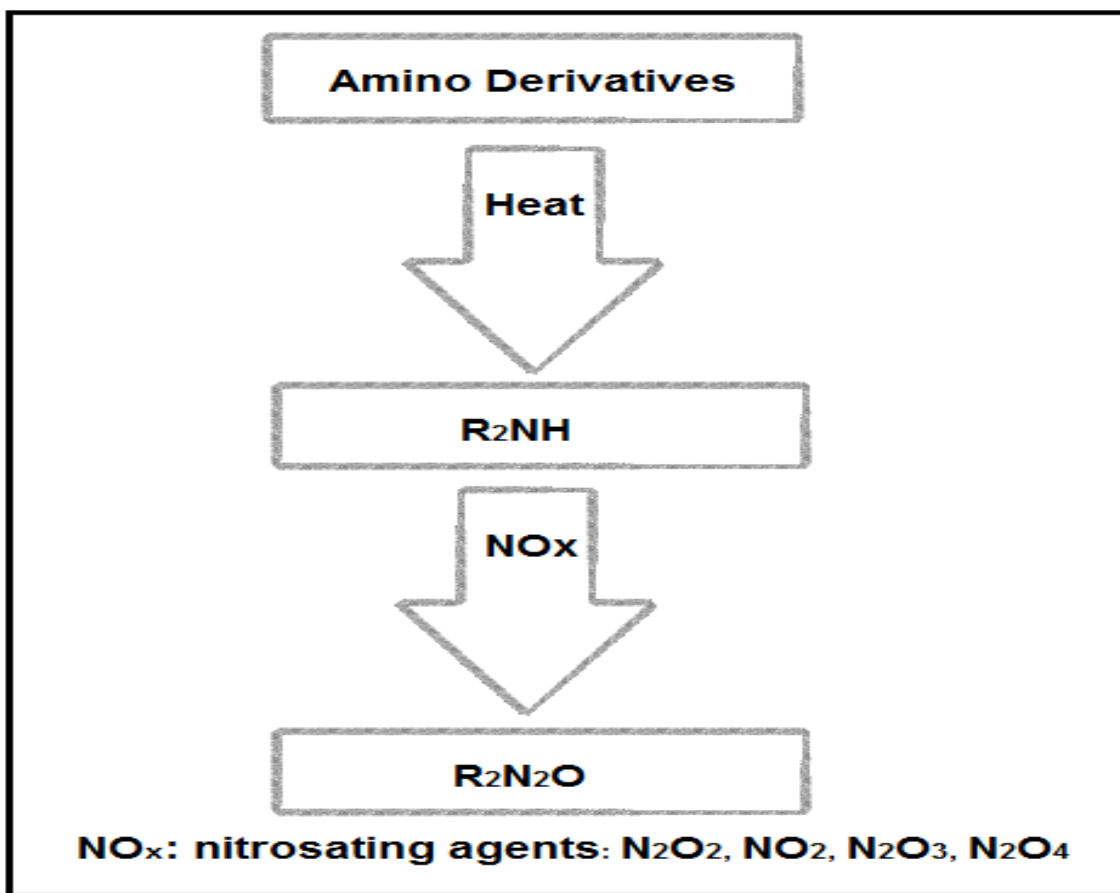 Amino Derivatives
Heat
R₂NH
NOx
R₂N₂O
NOₓ: nitrosating agents: N₂O₂, NO₂, N₂O₃, N₂O₄